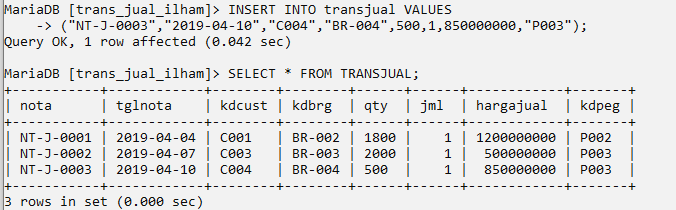 MariaDB [trans_jual_ilham]> INSERT INTO transjual VALUES
    -> ("NT-J-0003","2019-04-10","C004","BR-004",500,1,850000000,"P003");
Query OK, 1 row affected (0.042 sec)

MariaDB [trans_jual_ilham]> SELECT * FROM TRANSJUAL;
+-----------+------------+--------+--------+------+------+------------+-------+
| nota      | tglnota    | kdcust | kdbrg  | qty  | jml  | hargajual  | kdpeg |
+-----------+------------+--------+--------+------+------+------------+-------+
| NT-J-0001 | 2019-04-04 | C001   | BR-002 | 1800 |    1 | 1200000000 | P002  |
| NT-J-0002 | 2019-04-07 | C003   | BR-003 | 2000 |    1 |  500000000 | P003  |
| NT-J-0003 | 2019-04-10 | C004   | BR-004 | 500  |    1 |  850000000 | P003  |
+-----------+------------+--------+--------+------+------+------------+-------+
3 rows in set (0.000 sec)